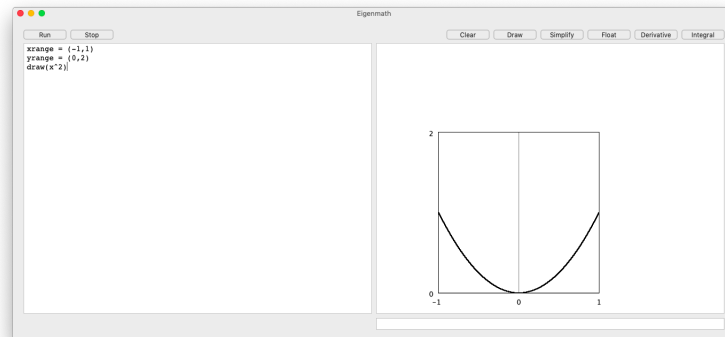 Eigenmath
Run Stop Clear Draw Simplify Float Derivative Integral
xrange = (-1,1)
yrange = (0,2)
draw(x^2)
2
0
-1 0 1